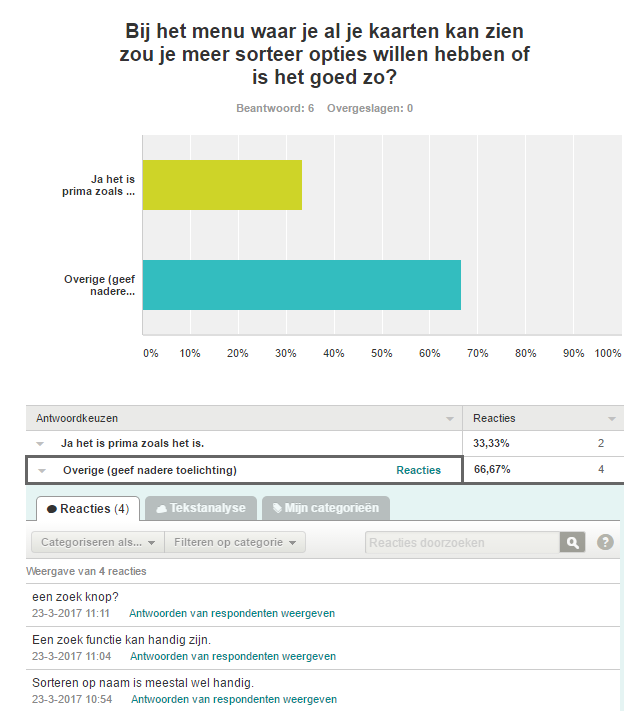 Bij het menu waar je al je kaarten kan zien
zou je meer sorteer opties willen hebben of
is het goed zo?
Beantwoord: 6 Overgeslagen: 0
Ja het is
prima zoals ...
Overige (geef
nadere...
0% 10% 20% 30% 40% 50% 60% 70% 80% 90% 100%
Antwoordkeuzen Reacties
Ja het is prima zoals het is. 33,33% 2
Overige (geef nadere toelichting) Reacties 66,67% 4
Reacties (4) Tekstanalyse Mijn categorieën
Categoriseren als... Filteren op categorie Reacties doorzoeken ?
Weergave van 4 reacties
een zoek knop?
23-3-2017 11:11 Antwoorden van respondenten weergeven
Een zoek functie kan handig zijn.
23-3-2017 11:04 Antwoorden van respondenten weergeven
Sorteren op naam is meestal wel handig.
23-3-2017 10:54 Antwoorden van respondenten weergeven